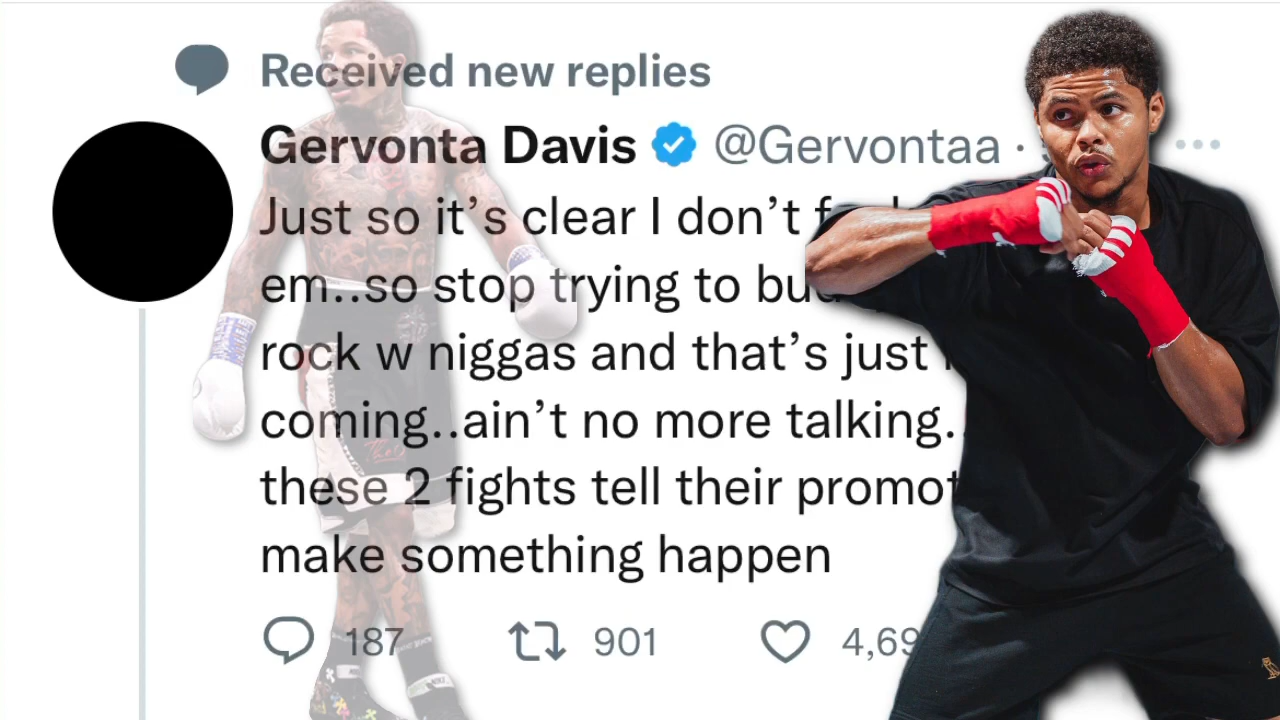 Received new replies
Gervonta Davis @Gervontaa ·
Just so it's clear I don't
em..so stop trying to
rock w niggas and that's just
coming..ain't no more talking.
these 2 fights tell their
make something happen
187 901